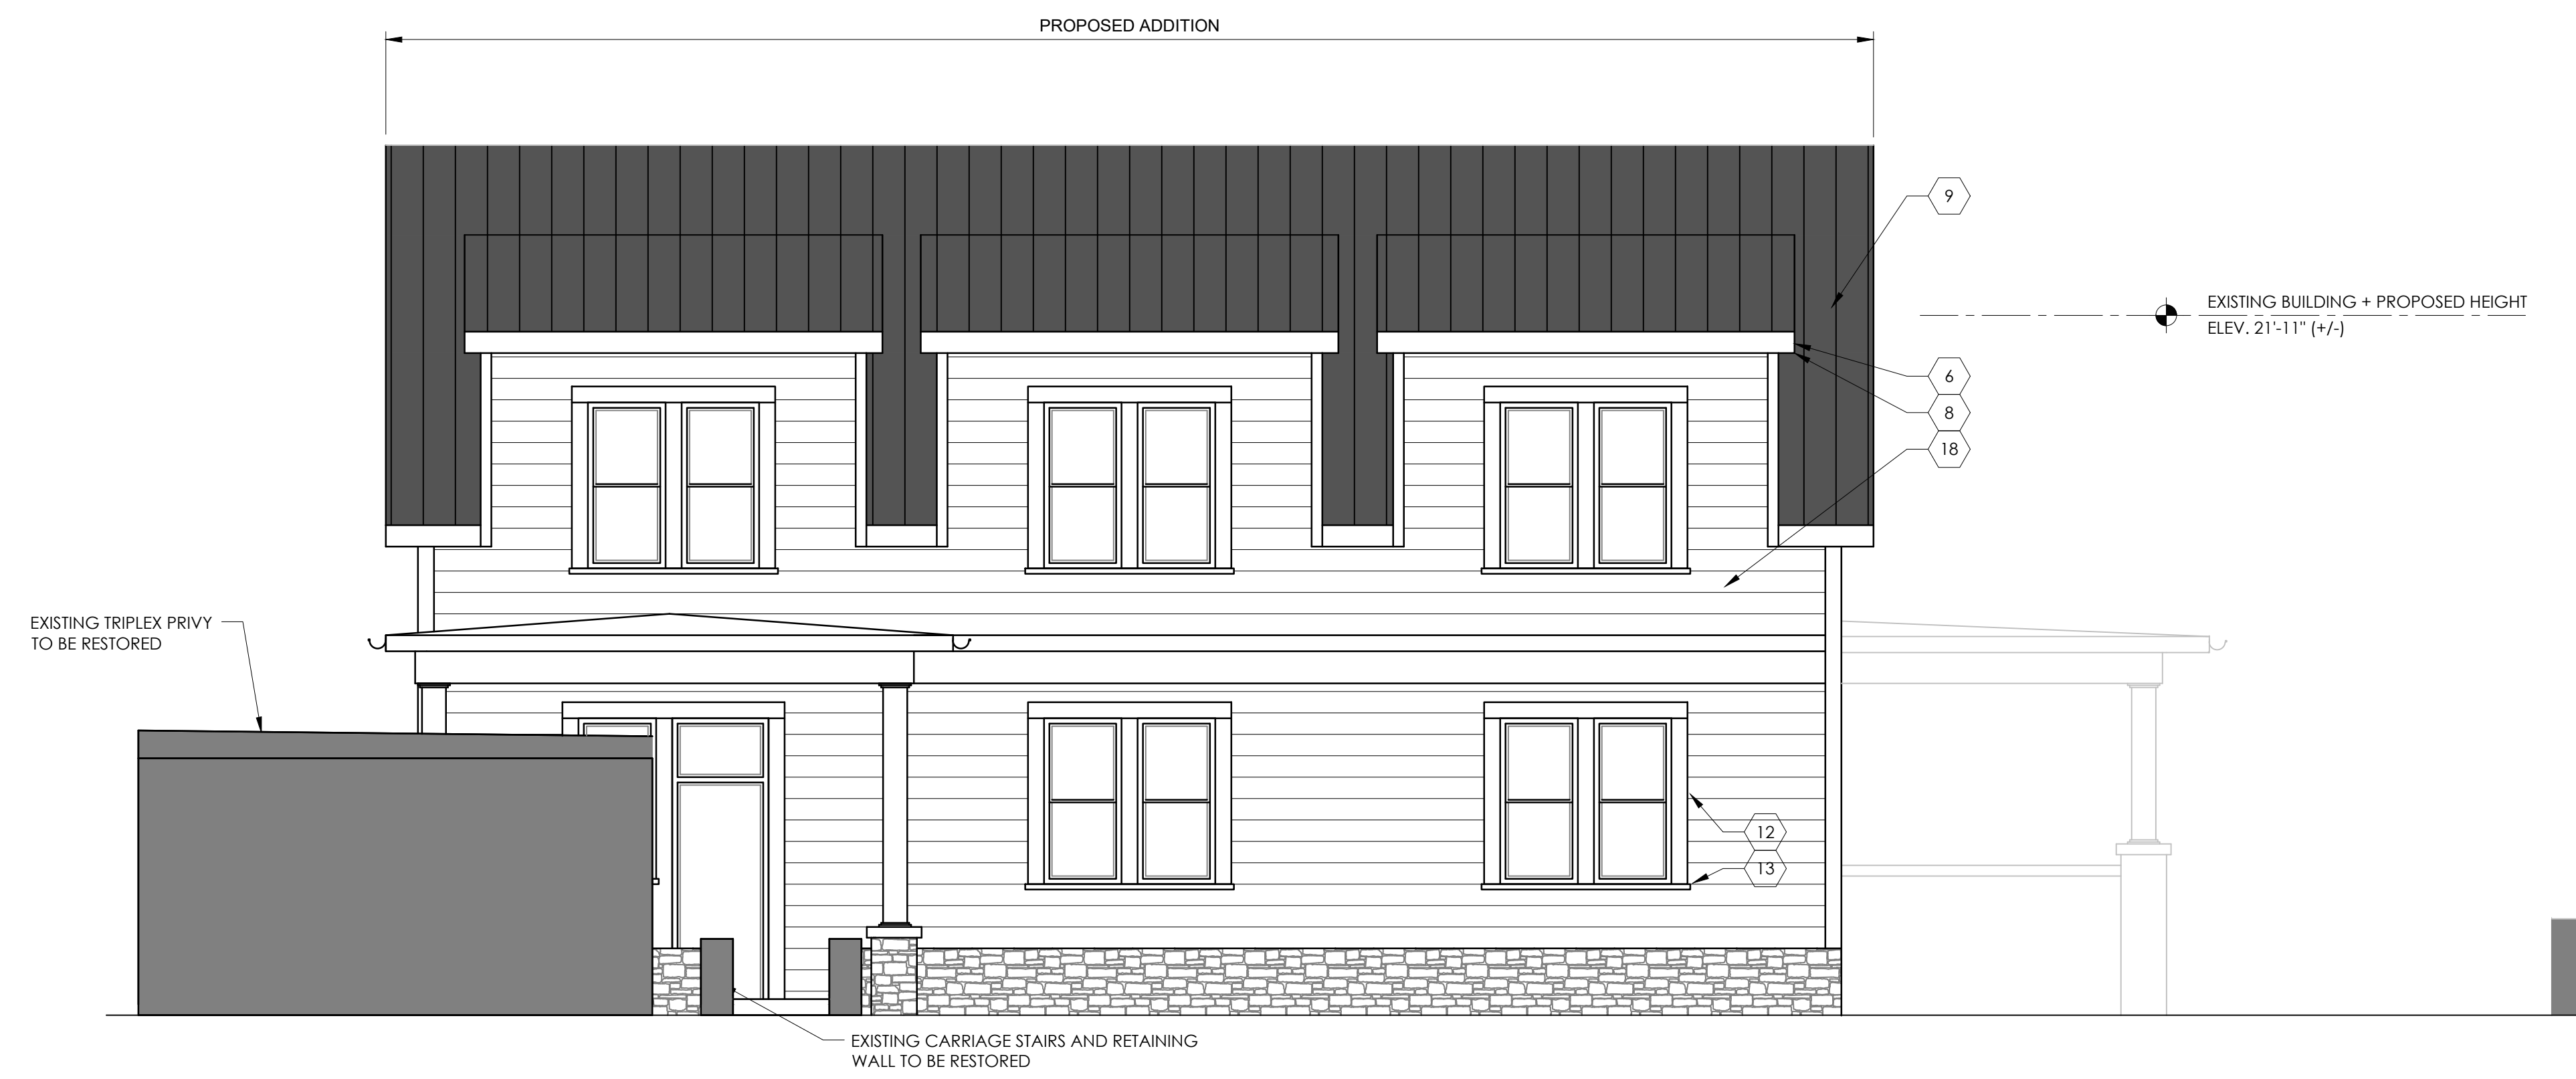 PROPOSED ADDITION
9
EXISTING BUILDING + PROPOSED HEIGHT
ELEV. 21'-11" (+/-)
6
8
18
EXISTING TRIPLEX PRIVY
TO BE RESTORED
12
13
EXISTING CARRIAGE STAIRS AND RETAINING
WALL TO BE RESTORED